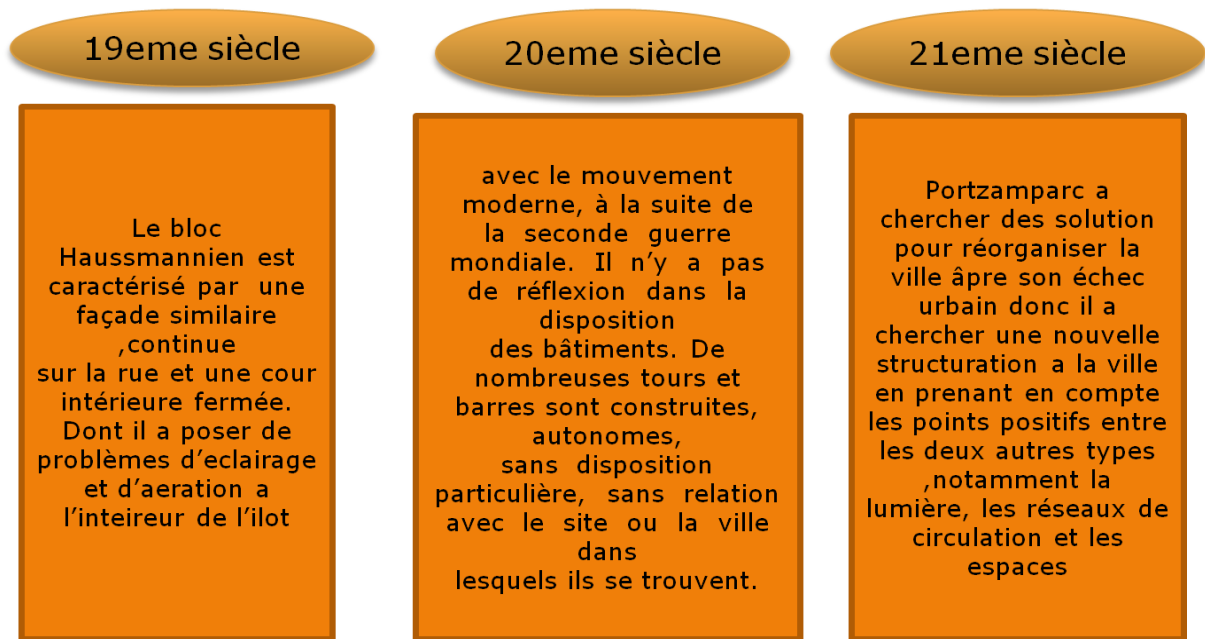 19eme siècle
Le bloc
Haussmannien est
caractérisé par une
façade similaire
,continue
sur la rue et une cour
intérieure fermée.
Dont il a poser de
problèmes d'eclairage
et d'aeration a
l'inteireur de l'ilot
20eme siècle
avec le mouvement
moderne, à la suite de
la seconde guerre
mondiale. Il n'y a pas
de réflexion dans la
disposition
des bâtiments. De
nombreuses tours et
barres sont construites,
autonomes,
sans disposition
particulière, sans relation
avec le site ou la ville
dans
lesquels ils se trouvent.
21eme siècle
Portzamparc a
chercher des solution
pour réorganiser la
ville âpre son échec
urbain donc il a
chercher une nouvelle
structuration a la ville
en prenant en compte
les points positifs entre
les deux autres types
,notamment la
lumière, les réseaux de
circulation et les
espaces